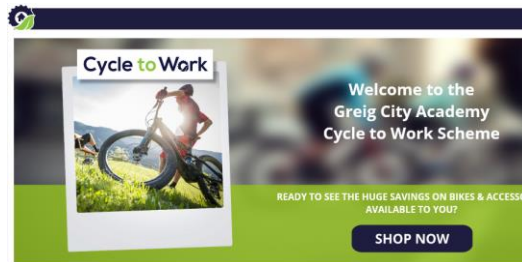 Cycle to Work
Welcome to the
Greig City Academy
Cycle to Work Scheme
READY TO SEE THE HUGE SAVINGS ON BIKES & ACCESSO
AVAILABLE TO YOU?
SHOP NOW